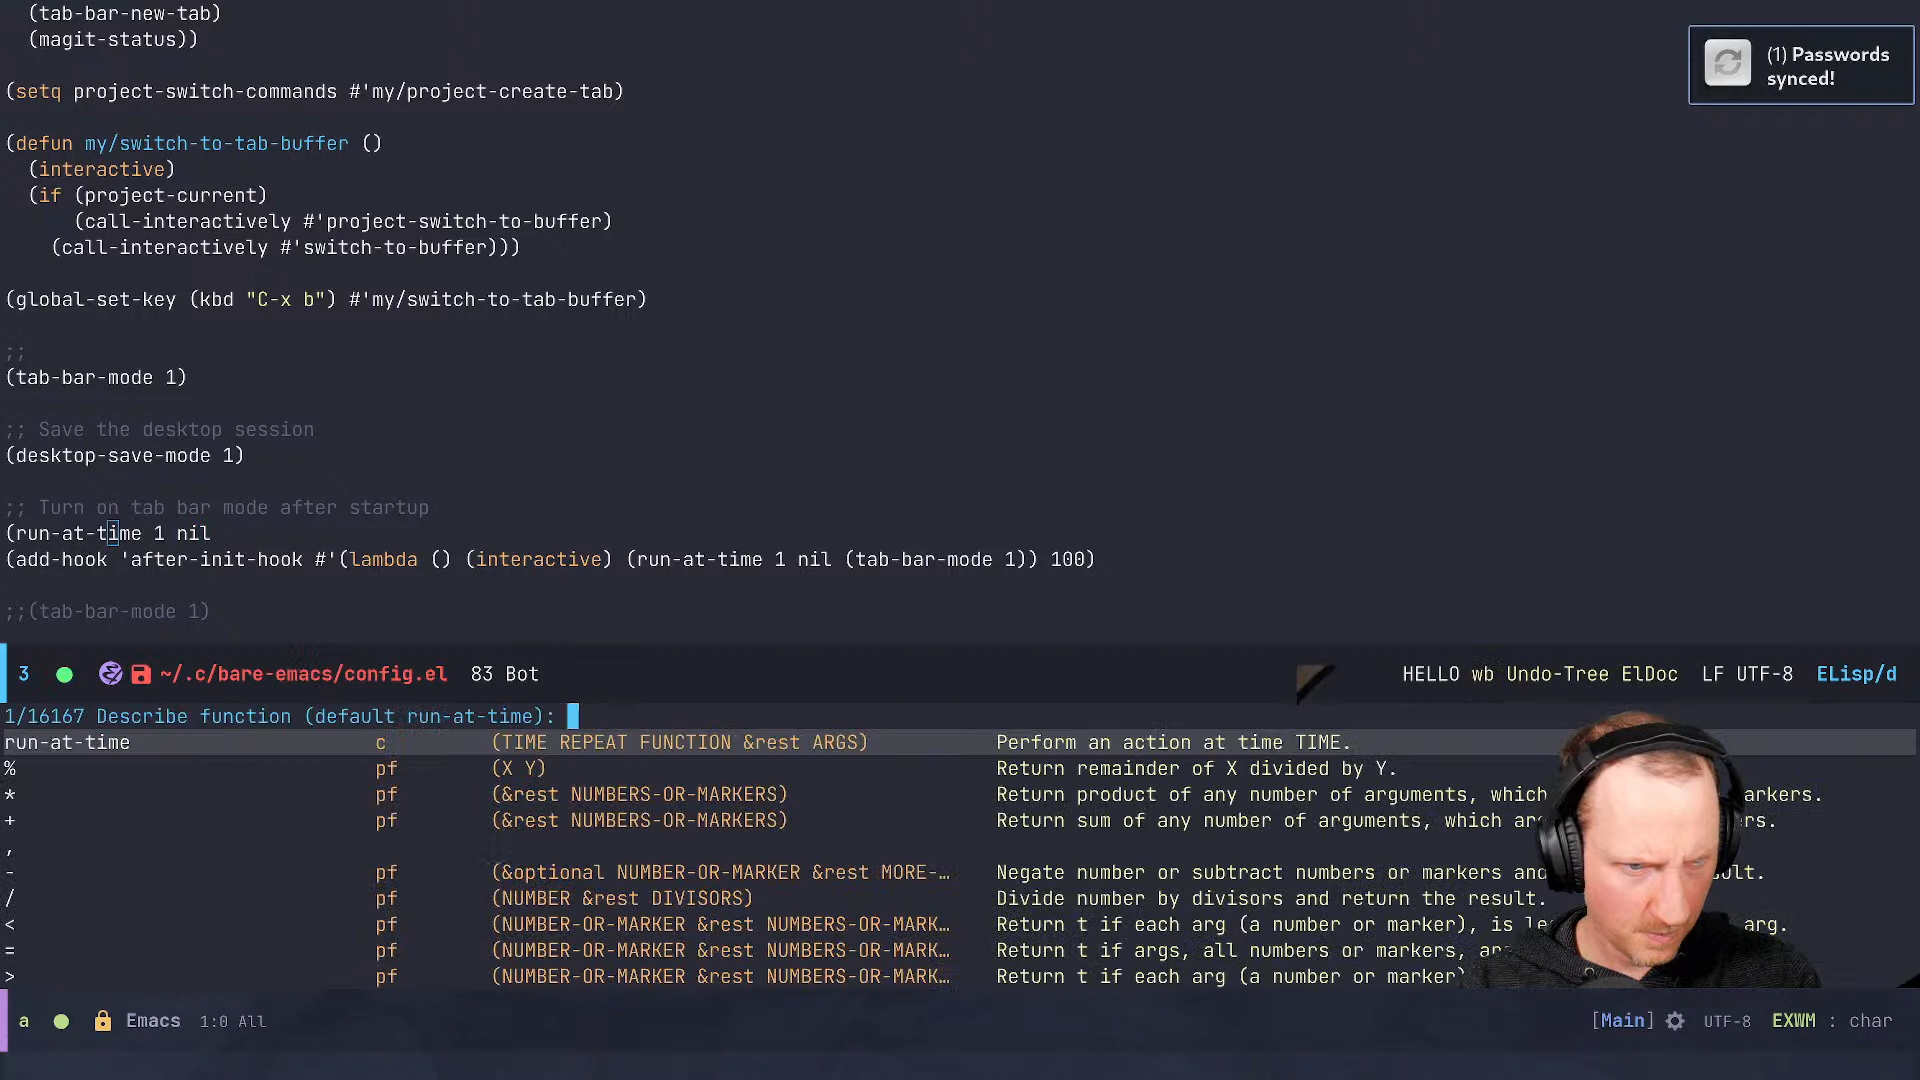 (tab-bar-new-tab)
(magit-status))
(1) Passwords
synced!
(setq project-switch-commands #'my/project-create-tab)
(defun my/switch-to-tab-buffer ()
(interactive)
(if (project-current)
(call-interactively #'project-switch-to-buffer)
(call-interactively #'switch-to-buffer)))
(global-set-key (kbd "C-x b") #'my/switch-to-tab-buffer)
;;
(tab-bar-mode 1)
;; Save the desktop session
(desktop-save-mode 1)
;; Turn on tab bar mode after startup
(run-at-time 1 nil
(add-hook 'after-init-hook #'(lambda () (interactive) (run-at-time 1 nil (tab-bar-mode 1)) 100)
;;(tab-bar-mode 1)
3 ~/.c/bare-emacs/config.el 83 Bot HELLO wb Undo-Tree ElDoc LF UTF-8 ELisp/d
1/16167 Describe function (default run-at-time):
run-at-time c (TIME REPEAT FUNCTION &rest ARGS) Perform an action at time TIME.
% pf (X Y) Return remainder of X divided by Y.
* pf (&rest NUMBERS-OR-MARKERS) Return product of any number of arguments, which
+ pf (&rest NUMBERS-OR-MARKERS) Return sum of any number of arguments, which
,
- pf (&optional NUMBER-OR-MARKER &rest MORE-… Negate number or subtract numbers or markers and
/ pf (NUMBER &rest DIVISORS) Divide number by divisors and return the result.
< pf (NUMBER-OR-MARKER &rest NUMBERS-OR-MARK… Return t if each arg (a number or marker), is arg.
= pf (NUMBER-OR-MARKER &rest NUMBERS-OR-MARK… Return t if args, all numbers or markers,
> pf (NUMBER-OR-MARKER &rest NUMBERS-OR-MARK… Return t if each arg (a number or marker)
a Emacs 1:0 All [Main] UTF-8 EXWM : char